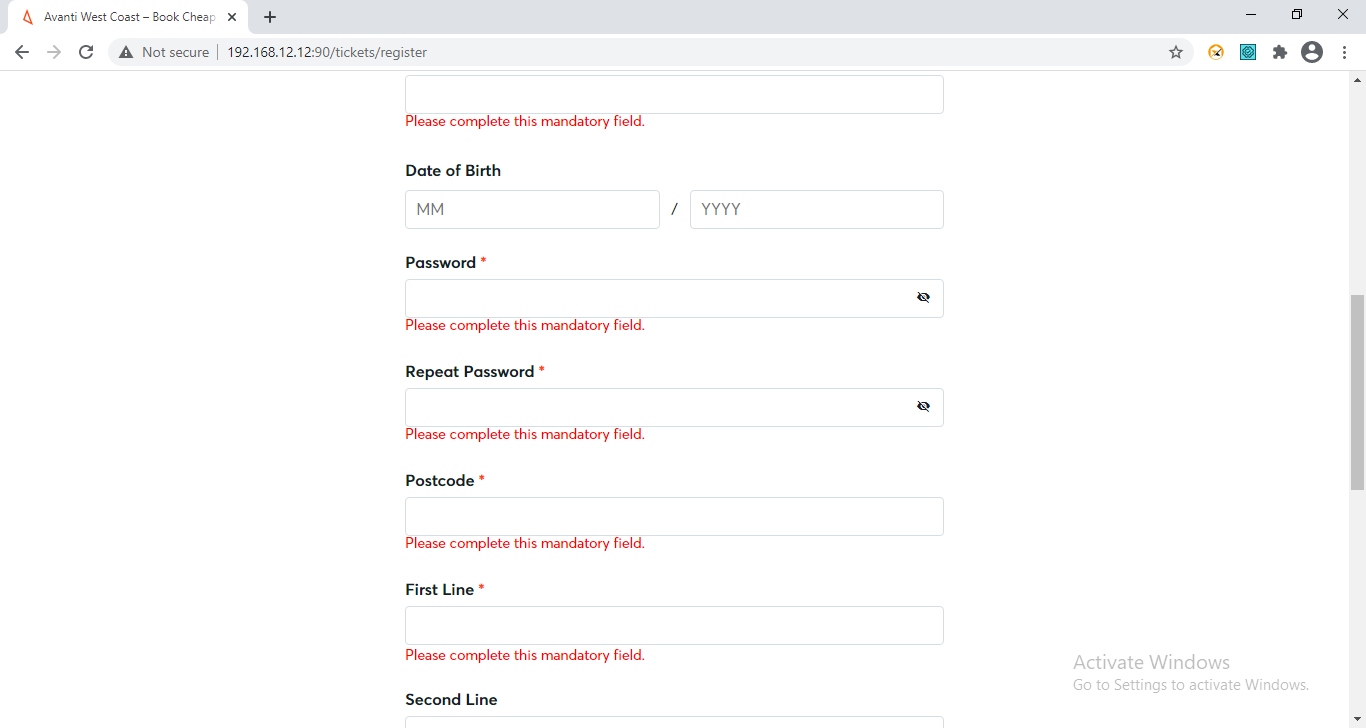 Avanti West Coast – Book Cheap
Not secure
192.168.12.12:90/tickets/register
Please complete this mandatory field.
Date of Birth
MM / YYYY
Password *
Please complete this mandatory field.
Repeat Password *
Please complete this mandatory field.
Postcode *
Please complete this mandatory field.
First Line *
Please complete this mandatory field.
Second Line
Activate Windows
Go to Settings to activate Windows.